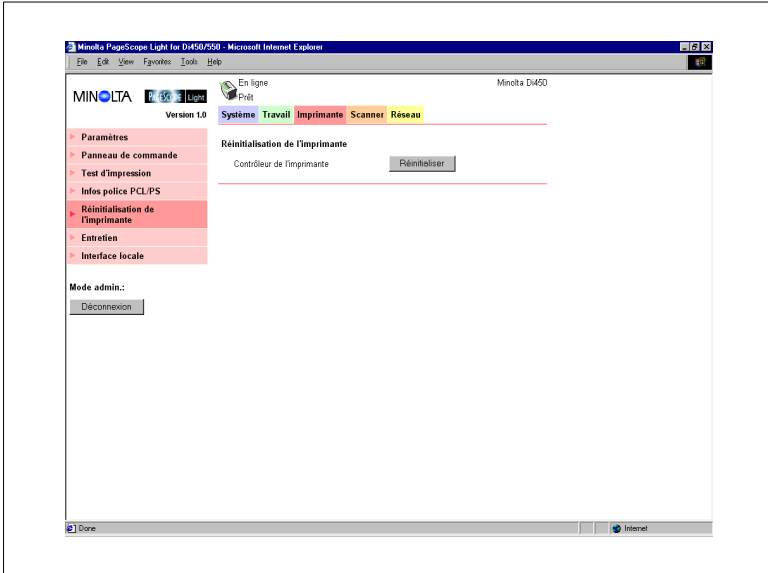 Minolta PageScope Light for Di450/550 - Microsoft Internet Explorer
File Edit View Favorites Tools Help
MINOLTA PAGESCOPE Light
Version 1.0
En ligne
Prêt
Minolta Di450
Système Travail Imprimante Scanner Réseau
Paramètres
Panneau de commande
Test d'impression
Infos police PCL/PS
Réinitialisation de
l'imprimante
Entretien
Interface locale
Mode admin.:
Déconnexion
Réinitialisation de l'imprimante
Contrôleur de l'imprimante Réinitialiser
Done Internet